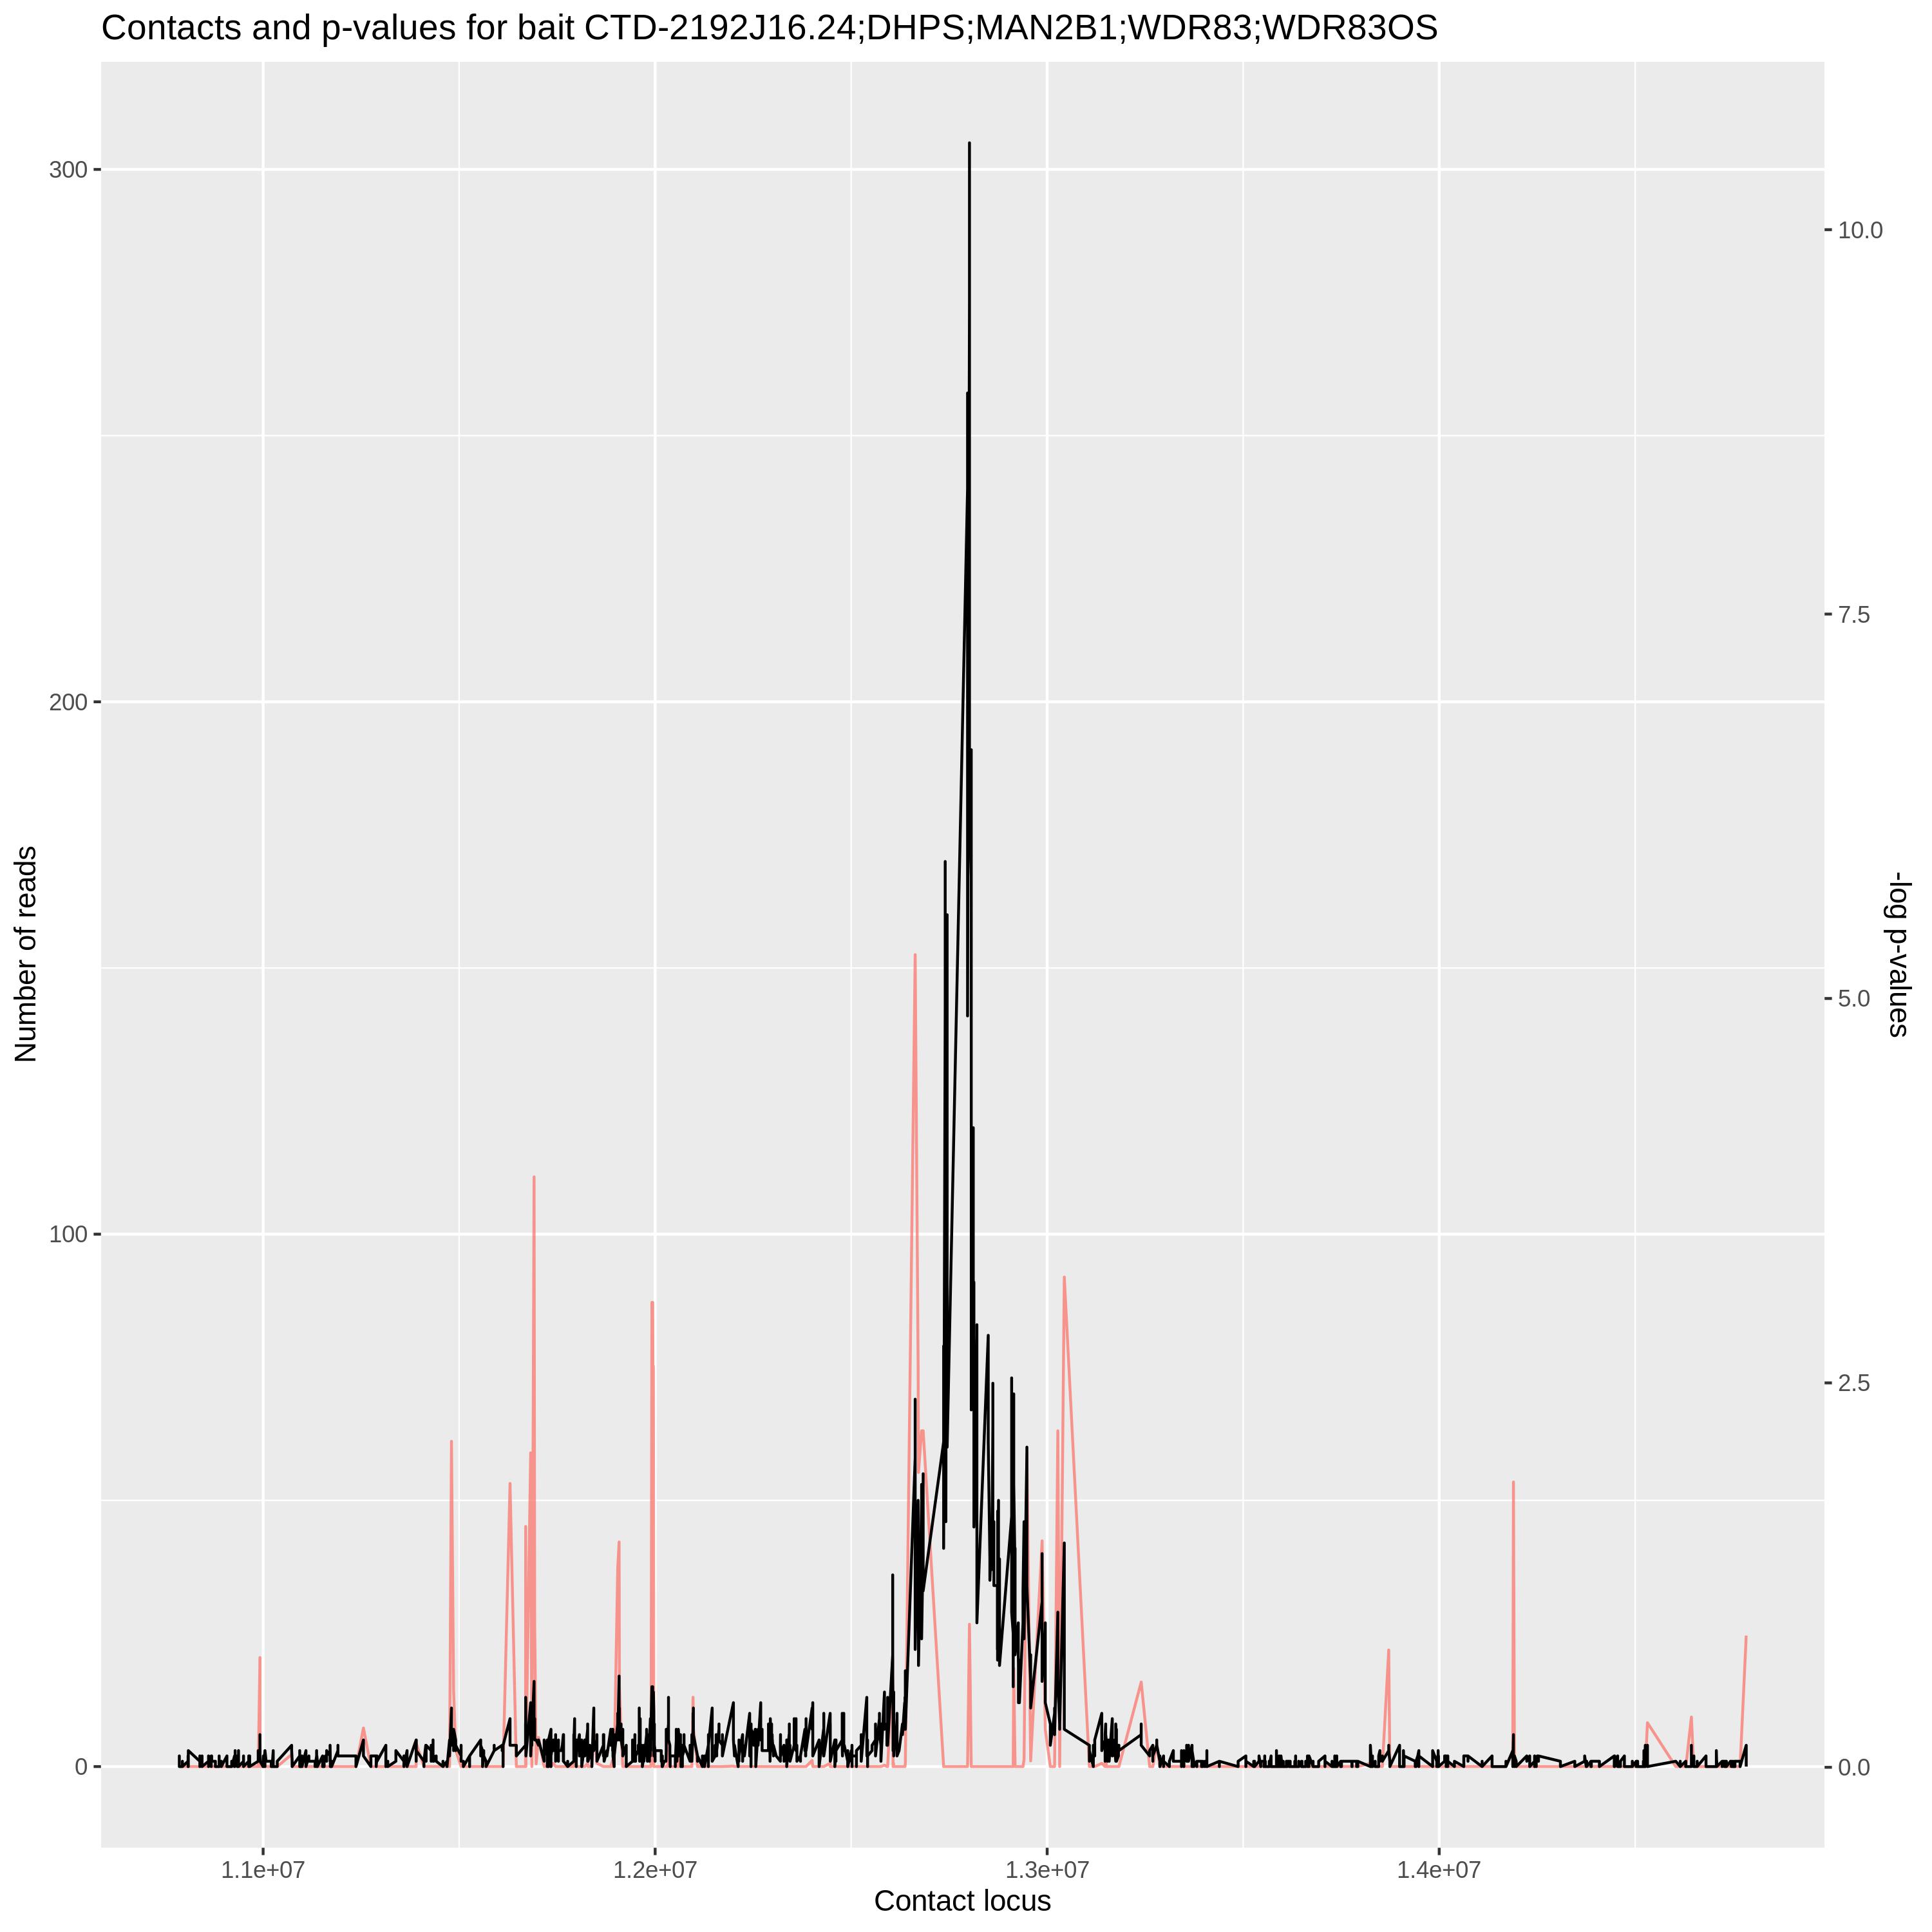 Contacts and p-values for bait CTD-2192J16.24;DHPS;MAN2B1;WDR83;WDR83OS
300
200
100
0
Number of reads
10.0
7.5
5.0
2.5
0.0
-log p-values
1.1e+07
1.2e+07
1.3e+07
1.4e+07
Contact locus